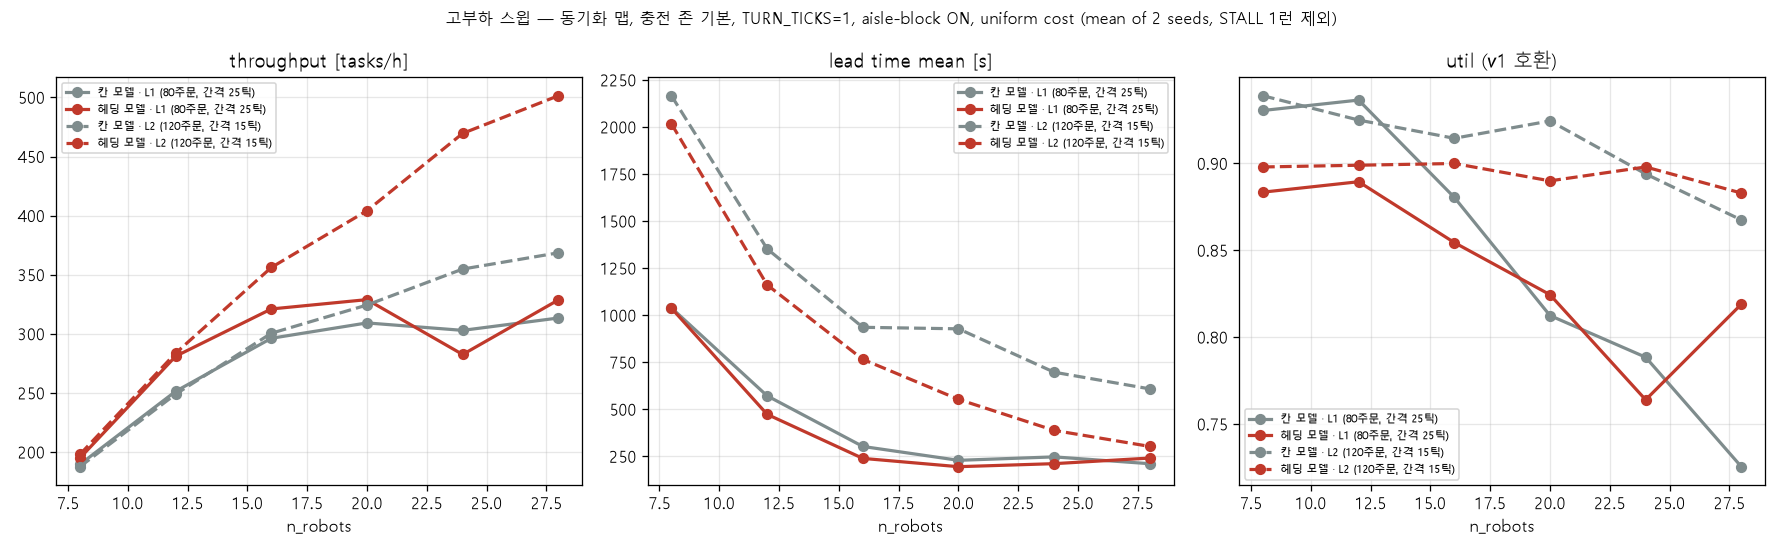 고부하 스윕 — 동기화 맵, 충전 존 기본, TURN_TICKS=1, aisle-block ON, uniform cost (mean of 2 seeds, STALL 1런 제외)
throughput [tasks/h]
500
450
400
350
300
250
200
7.5 10.0 12.5 15.0 17.5 20.0 22.5 25.0 27.5
n_robots
칸 모델 · L1 (80주문, 간격 25틱)
헤딩 모델 · L1 (80주문, 간격 25틱)
칸 모델 · L2 (120주문, 간격 15틱)
헤딩 모델 · L2 (120주문, 간격 15틱)
lead time mean [s]
2250
2000
1750
1500
1250
1000
750
500
250
7.5 10.0 12.5 15.0 17.5 20.0 22.5 25.0 27.5
n_robots
칸 모델 · L1 (80주문, 간격 25틱)
헤딩 모델 · L1 (80주문, 간격 25틱)
칸 모델 · L2 (120주문, 간격 15틱)
헤딩 모델 · L2 (120주문, 간격 15틱)
util (v1 호환)
0.90
0.85
0.80
0.75
7.5 10.0 12.5 15.0 17.5 20.0 22.5 25.0 27.5
n_robots
칸 모델 · L1 (80주문, 간격 25틱)
헤딩 모델 · L1 (80주문, 간격 25틱)
칸 모델 · L2 (120주문, 간격 15틱)
헤딩 모델 · L2 (120주문, 간격 15틱)